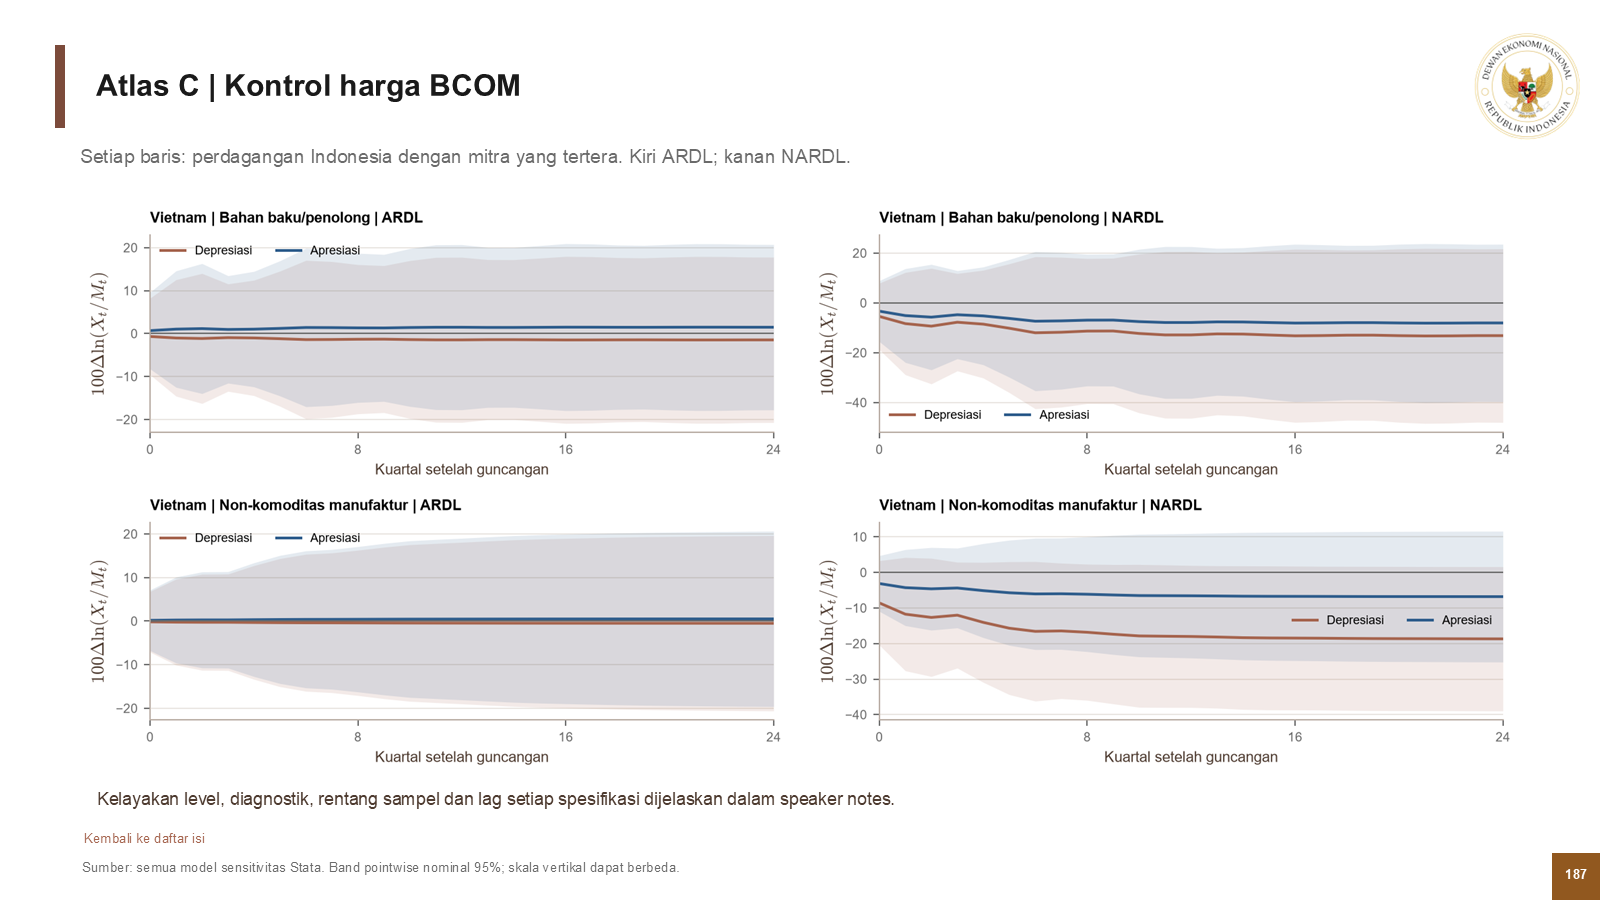 Atlas C | Kontrol harga BCOM
DEWAN EKONOMI NASIONAL
REPUBLIK INDONESIA
Setiap baris: perdagangan Indonesia dengan mitra yang tertera. Kiri ARDL; kanan NARDL.
Vietnam | Bahan baku/penolong | ARDL
Depresiasi
Apresiasi
20
10
0
−10
−20
100Δln(Xₜ/Mₜ)
0
8
16
24
Kuartal setelah guncangan
Vietnam | Bahan baku/penolong | NARDL
20
0
−20
−40
100Δln(Xₜ/Mₜ)
Depresiasi
Apresiasi
0
8
16
24
Kuartal setelah guncangan
Vietnam | Non-komoditas manufaktur | ARDL
Depresiasi
Apresiasi
20
10
0
−10
−20
100Δln(Xₜ/Mₜ)
0
8
16
24
Kuartal setelah guncangan
Vietnam | Non-komoditas manufaktur | NARDL
10
0
−10
−20
−30
−40
100Δln(Xₜ/Mₜ)
Depresiasi
Apresiasi
0
8
16
24
Kuartal setelah guncangan
Kelayakan level, diagnostik, rentang sampel dan lag setiap spesifikasi dijelaskan dalam speaker notes.
Kembali ke daftar isi
Sumber: semua model sensitivitas Stata. Band pointwise nominal 95%; skala vertikal dapat berbeda.
187